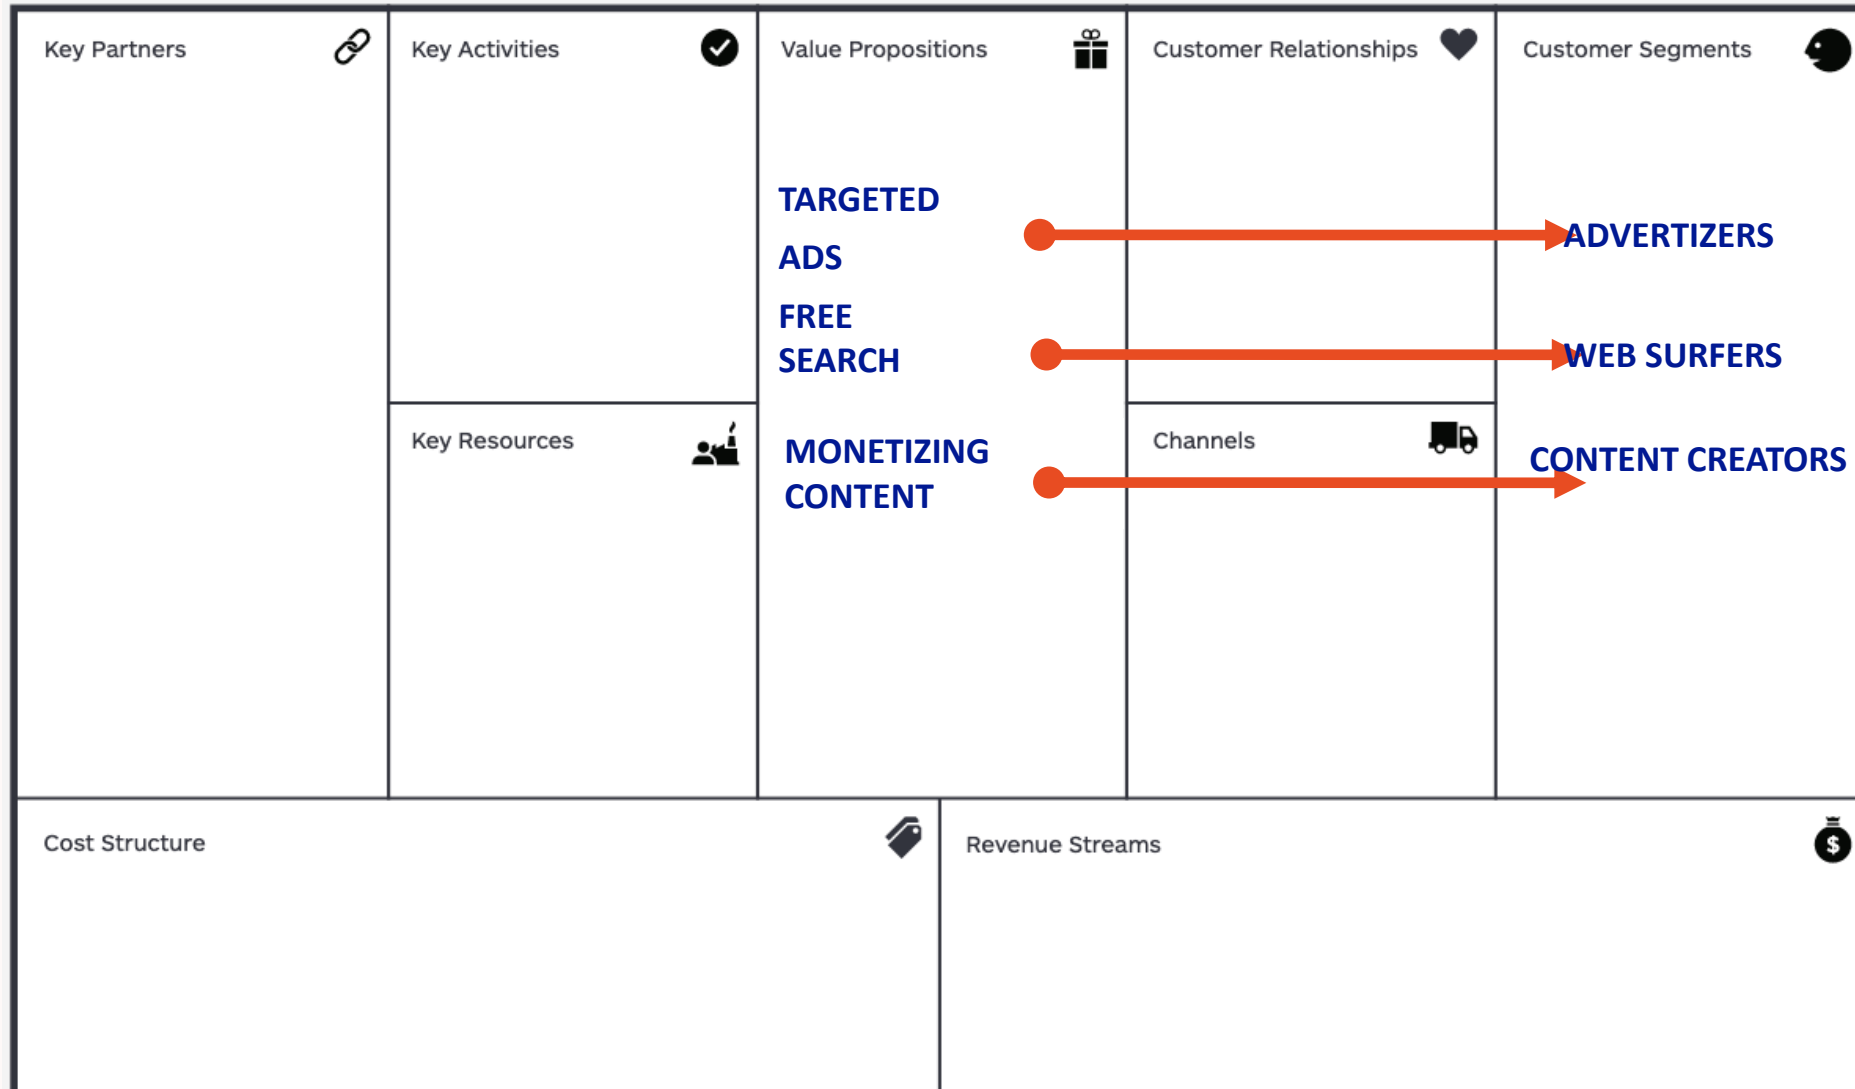 Key Partners
Key Activities
Value Propositions
Customer Relationships
Customer Segments
TARGETED
ADS
ADVERTIZERS
FREE
SEARCH
WEB SURFERS
Key Resources
MONETIZING
CONTENT
Channels
CONTENT CREATORS
Cost Structure
Revenue Streams
$